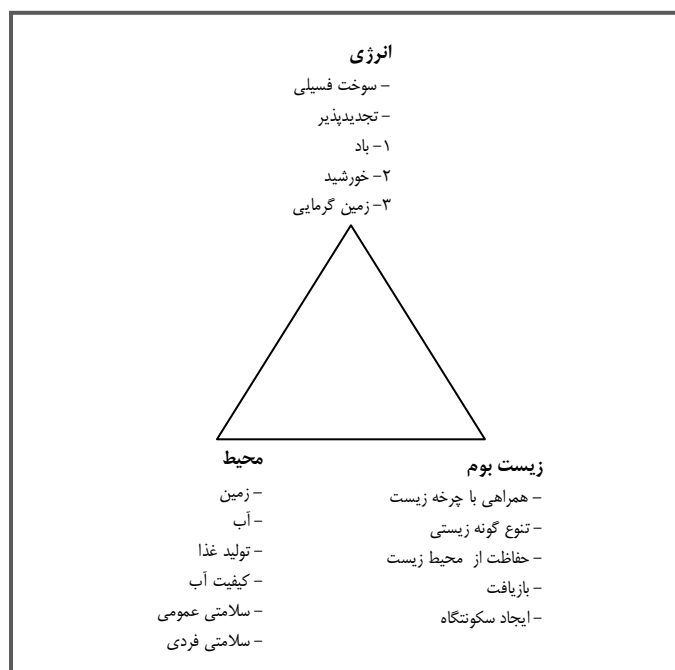 انرژی
- سوخت فسیلی
- تجدیدپذیر
۱- باد
۲- خورشید
۳- زمین گرمایی
زیست بوم
- همراهی با چرخه زیست
- تنوع گونه زیستی
- حفاظت از محیط زیست
- بازیافت
- ایجاد سکونتگاه
محیط
- زمین
- آب
- تولید غذا
- کیفیت آب
- سلامتی عمومی
- سلامتی فردی